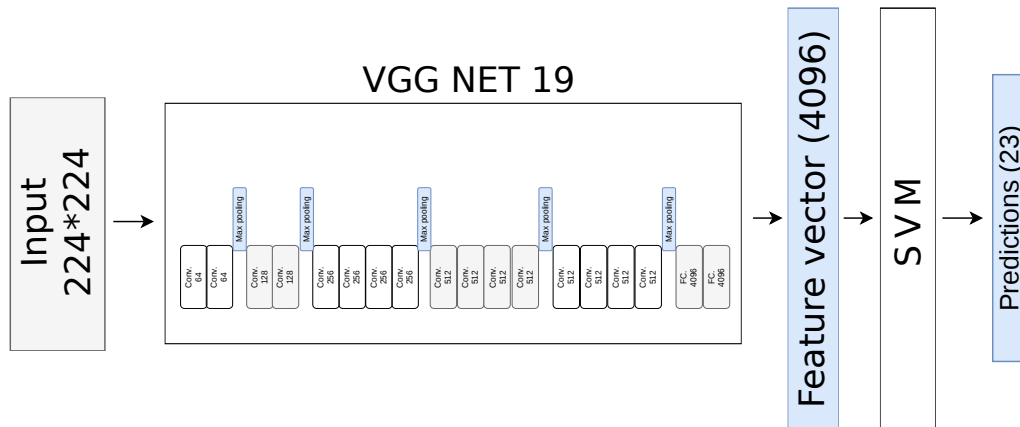 VGG NET 19
Input
224*224
Conv.
64
Conv.
64
Max pooling
Conv.
128
Conv.
128
Max pooling
Conv.
256
Conv.
256
Conv.
256
Conv.
256
Max pooling
Conv.
512
Conv.
512
Conv.
512
Conv.
512
Max pooling
Conv.
512
Conv.
512
Conv.
512
Conv.
512
Max pooling
FC.
4096
FC.
4096
Feature vector (4096)
SVM
Predictions (23)